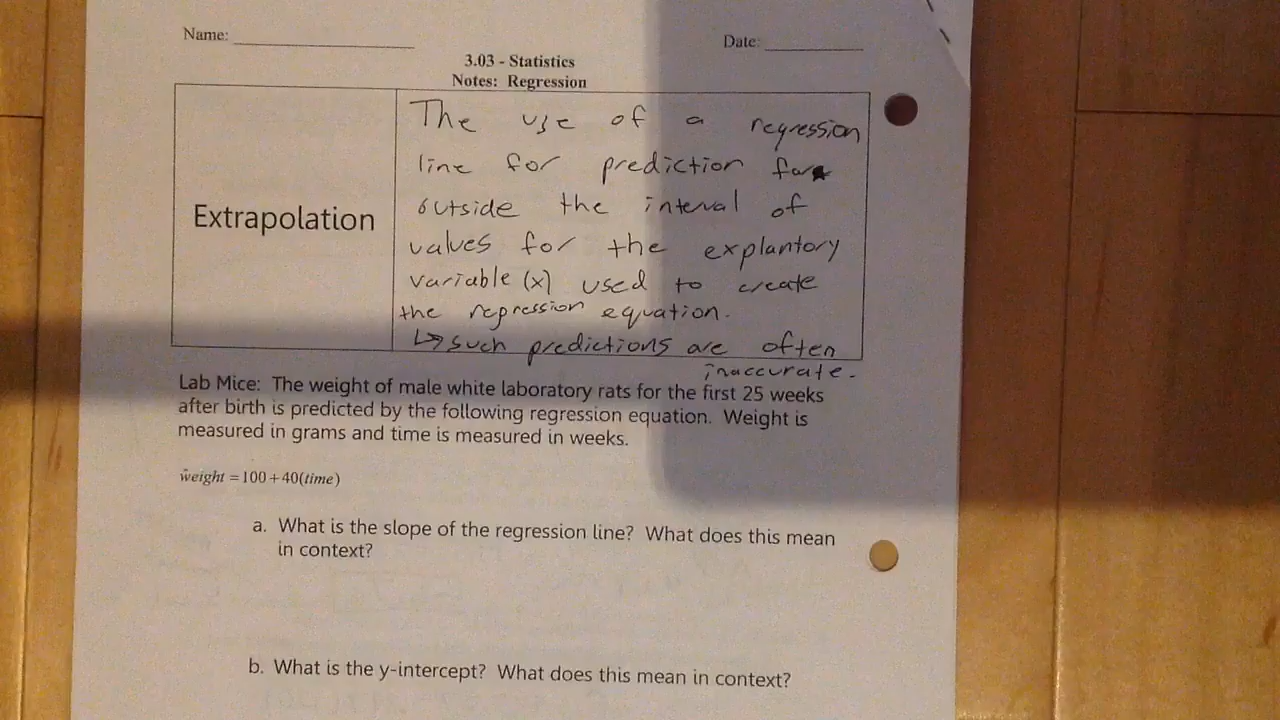 Name: ____________ Date: ____________
3.03 - Statistics
Notes: Regression
Extrapolation
The use of a regression
line for prediction far
outside the interval of
values for the explantory
variable (x) used to create
the regression equation.
↳ such predictions are often
inaccurate.
Lab Mice: The weight of male white laboratory rats for the first 25 weeks
after birth is predicted by the following regression equation. Weight is
measured in grams and time is measured in weeks.
weight = 100 + 40(time)
a. What is the slope of the regression line? What does this mean
in context?
b. What is the y-intercept? What does this mean in context?